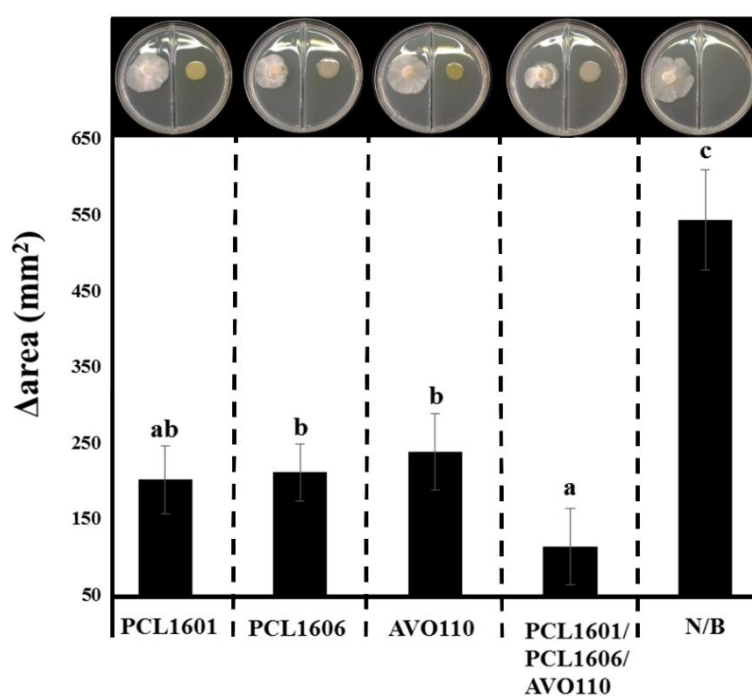 650
550
450
350
250
150
50
Δarea (mm²)
ab
b
b
a
c
PCL1601
PCL1606
AVO110
PCL1601/
PCL1606/
AVO110
N/B